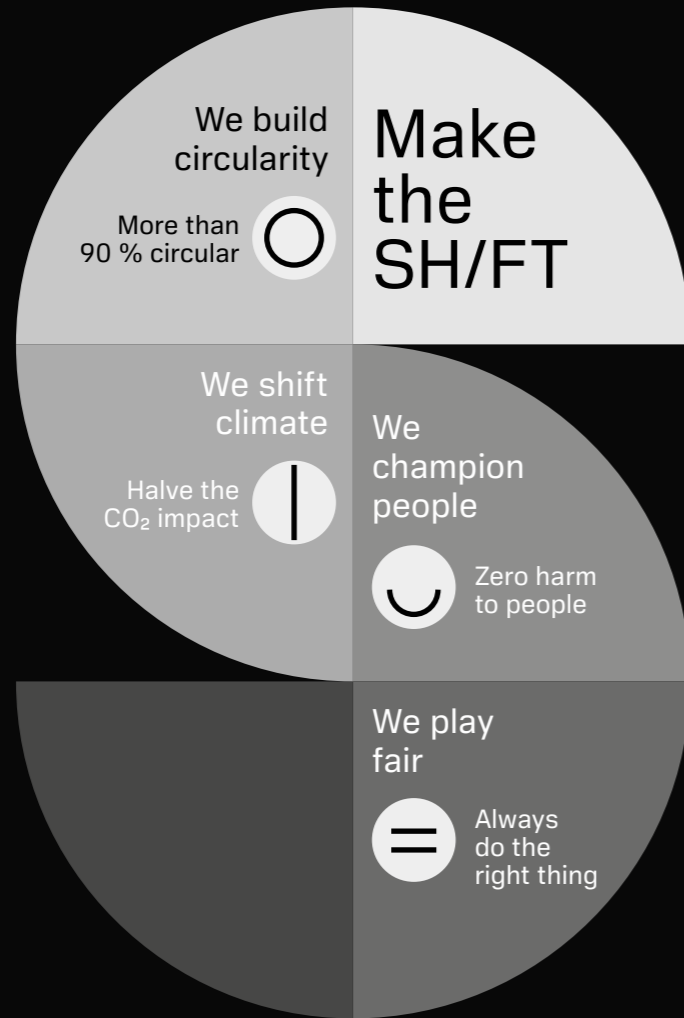 We build
circularity
More than
90 % circular
Make
the
SH/FT
We shift
climate
Halve the
CO₂ impact
We
champion
people
Zero harm
to people
We play
fair
Always
do the
right thing